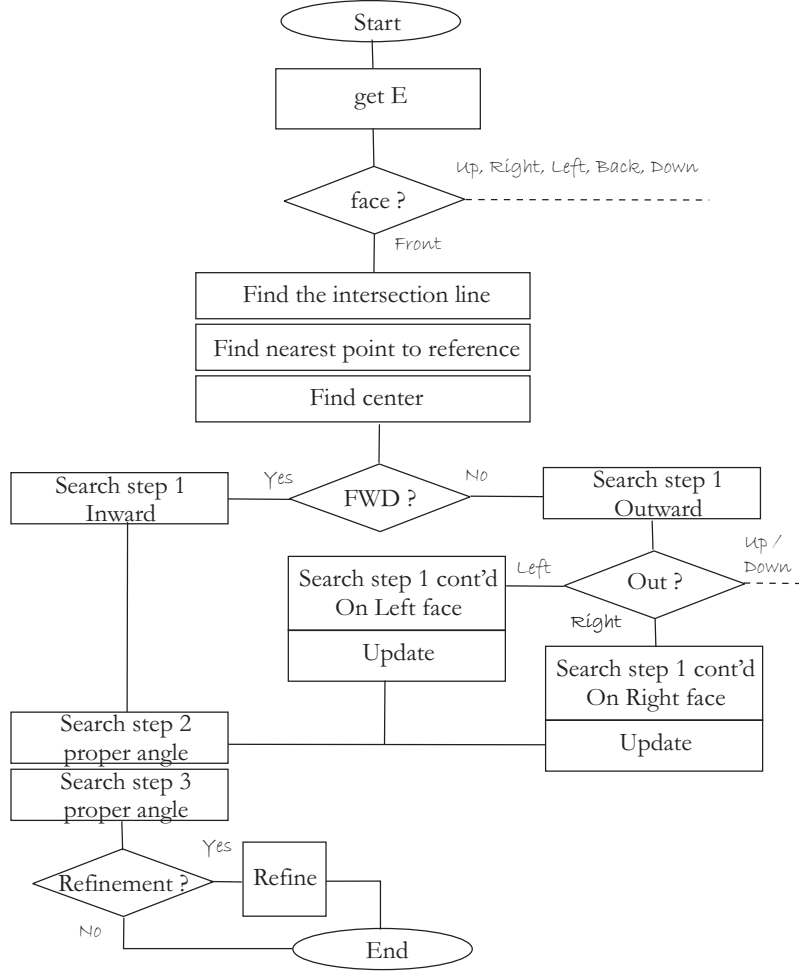 Start
get E
Up, Right, Left, Back, Down
face ?
Front
Find the intersection line
Find nearest point to reference
Find center
Yes
No
Search step 1
Inward
FWD ?
Search step 1
Outward
Up /
Down
Left
Out ?
Search step 1 cont’d
On Left face
Right
Update
Search step 1 cont’d
On Right face
Update
Search step 2
proper angle
Search step 3
proper angle
Yes
Refinement ?
Refine
No
End